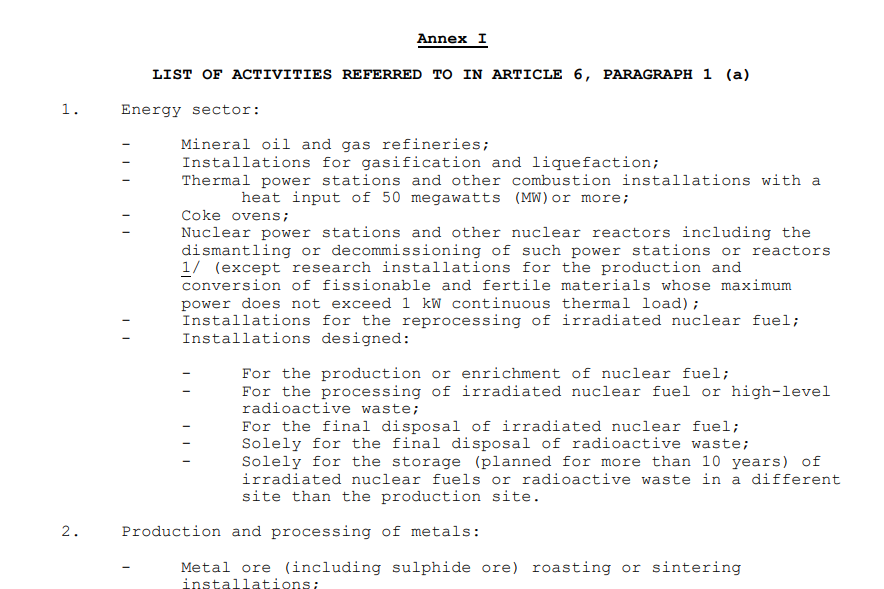 Annex I
LIST OF ACTIVITIES REFERRED TO IN ARTICLE 6, PARAGRAPH 1 (a)
1. Energy sector:
- Mineral oil and gas refineries;
- Installations for gasification and liquefaction;
- Thermal power stations and other combustion installations with a
heat input of 50 megawatts (MW)or more;
- Coke ovens;
- Nuclear power stations and other nuclear reactors including the
dismantling or decommissioning of such power stations or reactors
1/ (except research installations for the production and
conversion of fissionable and fertile materials whose maximum
power does not exceed 1 kW continuous thermal load);
- Installations for the reprocessing of irradiated nuclear fuel;
- Installations designed:
- For the production or enrichment of nuclear fuel;
- For the processing of irradiated nuclear fuel or high-level
radioactive waste;
- For the final disposal of irradiated nuclear fuel;
- Solely for the final disposal of radioactive waste;
- Solely for the storage (planned for more than 10 years) of
irradiated nuclear fuels or radioactive waste in a different
site than the production site.
2. Production and processing of metals:
- Metal ore (including sulphide ore) roasting or sintering
installations;